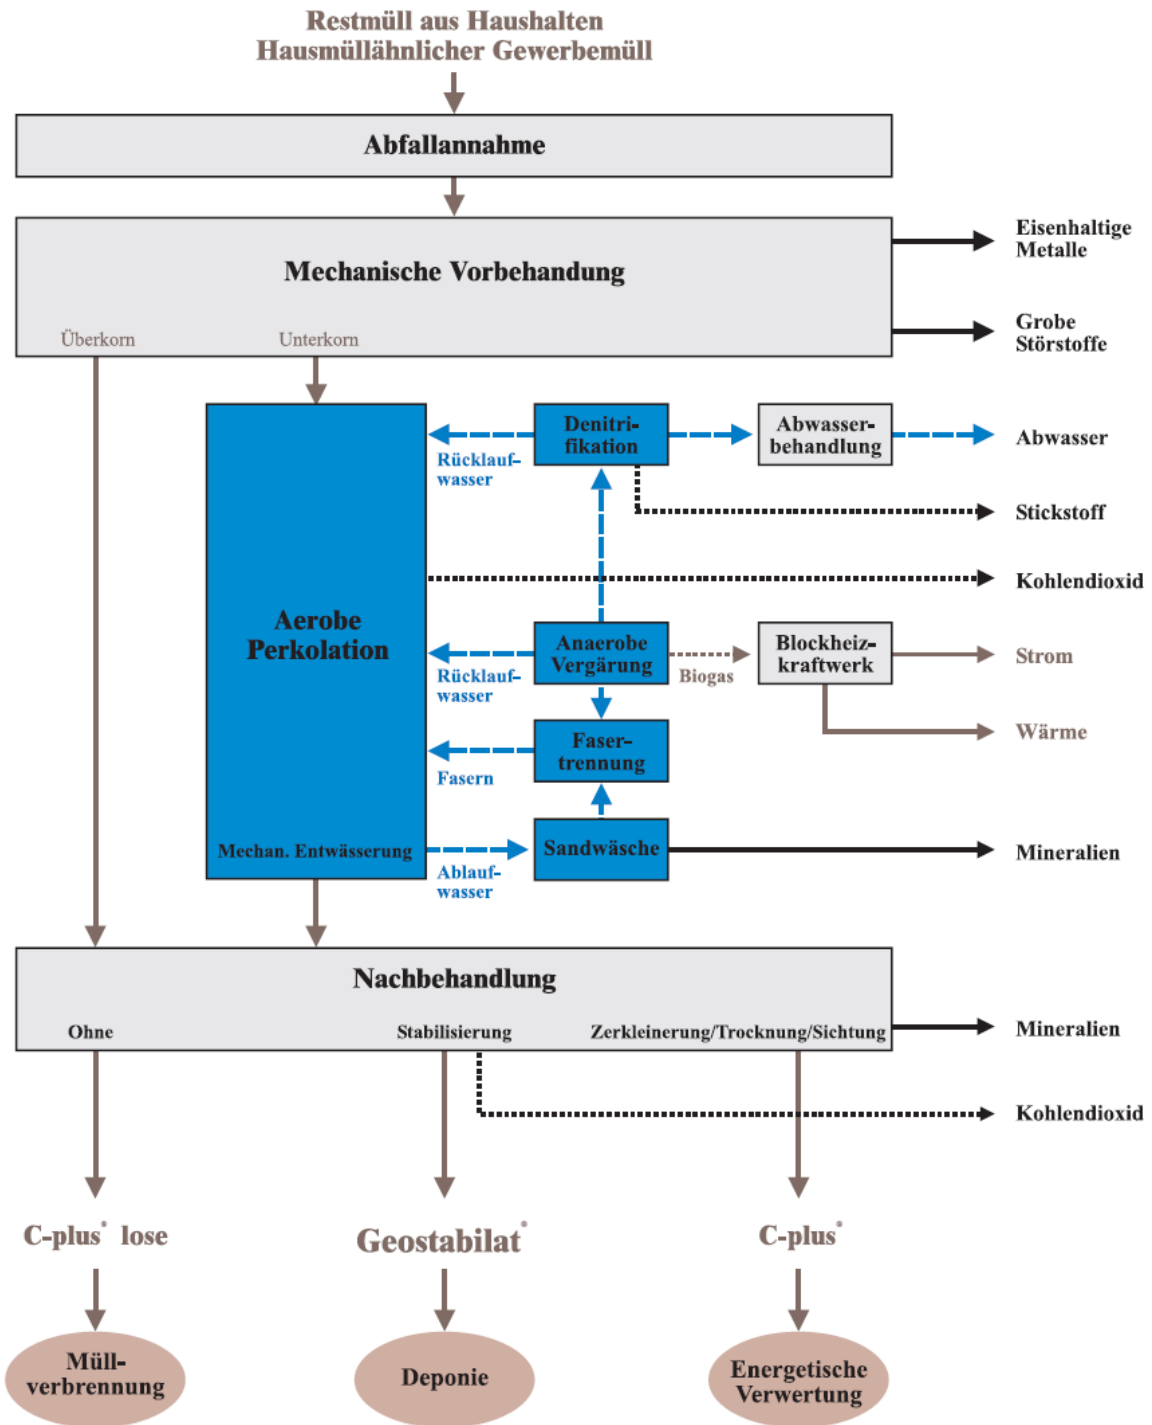 Restmüll aus Haushalten
Hausmüllähnlicher Gewerbemüll
Abfallannahme
Mechanische Vorbehandung
Eisenhaltige
Metalle
Grobe
Störstoffe
Überkorn
Unterkorn
Denitri-
fikation
Abwasser-
behandlung
Abwasser
Rücklauf-
wasser
Stickstoff
Kohlendioxid
Aerobe
Perkolation
Anaerobe
Vergärung
Biogas
Blockheiz-
kraftwerk
Strom
Rücklauf-
wasser
Wärme
Faser-
trennung
Fasern
Mechan. Entwässerung
Sandwäsche
Mineralien
Ablauf-
wasser
Nachbehandlung
Ohne
Stabilisierung
Zerkleinerung/Trocknung/Sichtung
Mineralien
Kohlendioxid
C-plus® lose
Geostabilat®
C-plus®
Müll-
verbrennung
Deponie
Energetische
Verwertung